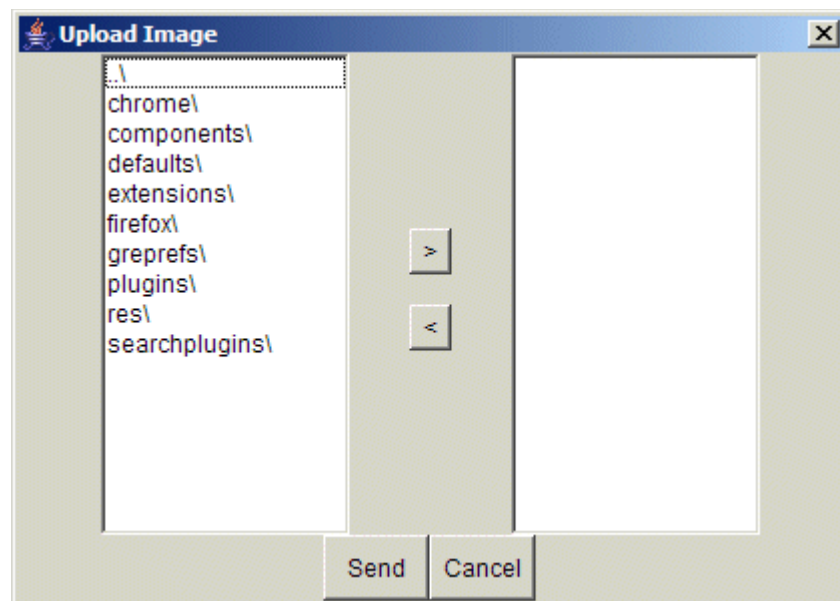 Upload Image
..\
chrome\
components\
defaults\
extensions\
firefox\
greprefs\
plugins\
res\
searchplugins\
>
<
Send
Cancel